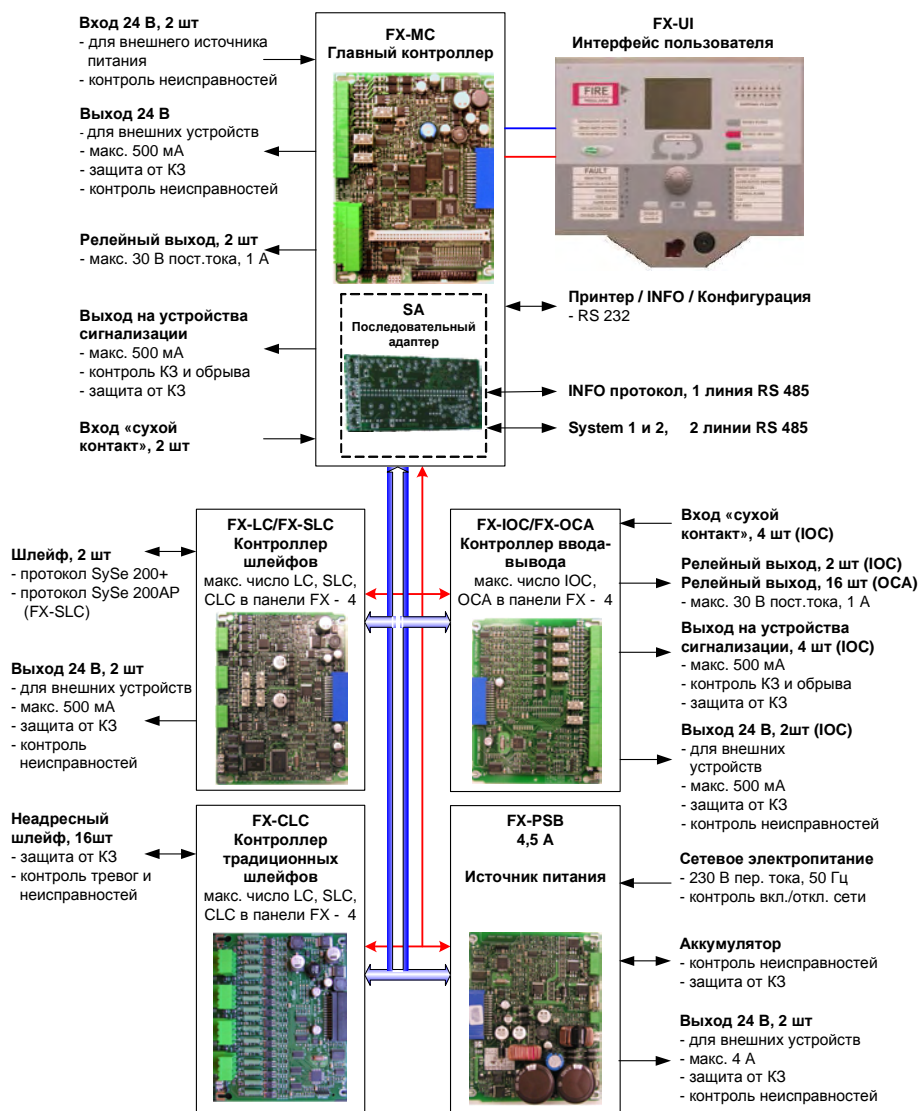 Вход 24 В, 2 шт
- для внешнего источника
питания
- контроль неисправностей
Выход 24 В
- для внешних устройств
- макс. 500 мА
- защита от КЗ
- контроль неисправностей
Релейный выход, 2 шт
- макс. 30 В пост.тока, 1 А
Выход на устройства
сигнализации
- макс. 500 мА
- контроль КЗ и обрыва
- защита от КЗ
Вход «сухой
контакт», 2 шт
FX-MC
Главный контроллер
SA
Последовательный
адаптер
FX-UI
Интерфейс пользователя
FIRE
FAULT
Принтер / INFO / Конфигурация
- RS 232
INFO протокол, 1 линия RS 485
System 1 и 2, 2 линии RS 485
Шлейф, 2 шт
- протокол SySe 200+
- протокол SySe 200AP
(FX-SLC)
Выход 24 В, 2 шт
- для внешних устройств
- макс. 500 мА
- защита от КЗ
- контроль
неисправностей
FX-LC/FX-SLC
Контроллер
шлейфов
макс. число LC, SLC,
CLC в панели FX - 4
FX-IOC/FX-OCA
Контроллер ввода-
вывода
макс. число IOC,
OCA в панели FX - 4
Вход «сухой
контакт», 4 шт (IOC)
Релейный выход, 2 шт (IOC)
Релейный выход, 16 шт (OCA)
- макс. 30 В пост.тока, 1 А
Выход на устройства
сигнализации, 4 шт (IOC)
- макс. 500 мА
- контроль КЗ и обрыва
- защита от КЗ
Выход 24 В, 2шт (IOC)
- для внешних
устройств
- макс. 500 мА
- защита от КЗ
- контроль неисправностей
Неадресный
шлейф, 16шт
- защита от КЗ
- контроль тревог и
неисправностей
FX-CLC
Контроллер
традиционных
шлейфов
макс. число LC, SLC,
CLC в панели FX - 4
FX-PSB
4,5 А
Источник питания
Сетевое электропитание
- 230 В пер. тока, 50 Гц
- контроль вкл./откл. сети
Аккумулятор
- контроль неисправностей
- защита от КЗ
Выход 24 В, 2 шт
- для внешних устройств
- макс. 4 А
- защита от КЗ
- контроль неисправностей